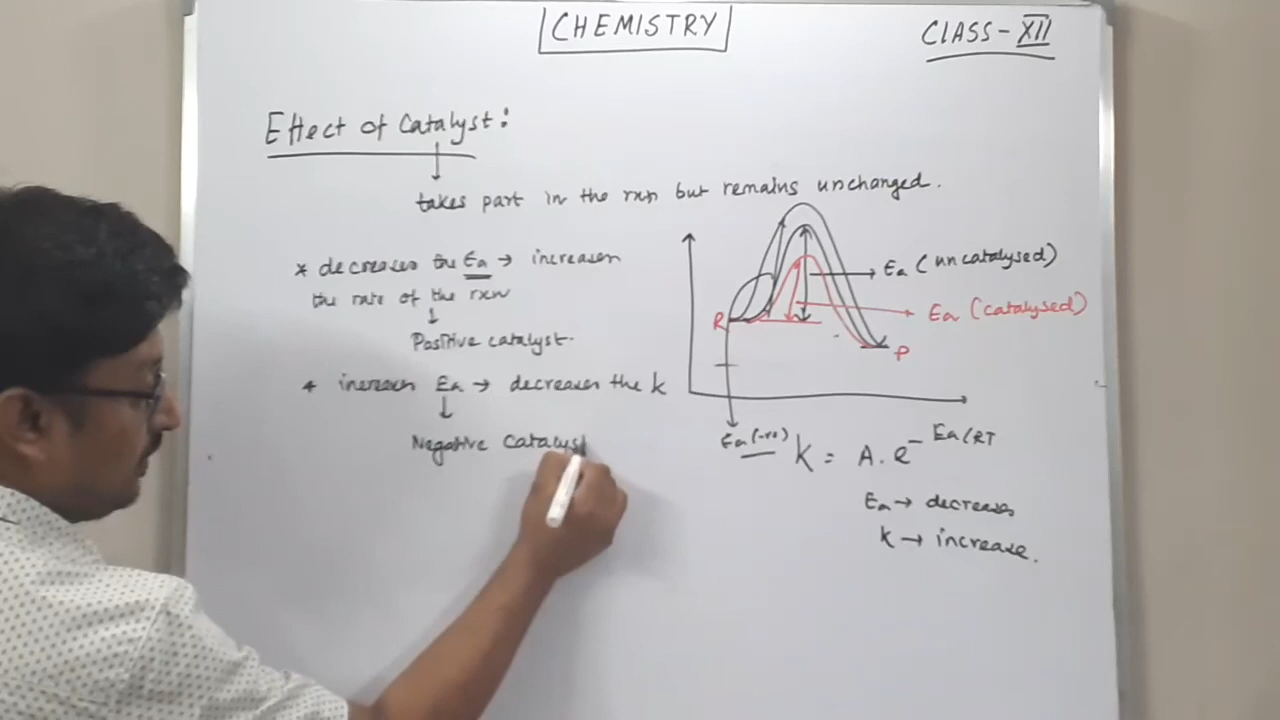 CHEMISTRY
CLASS - XII
Effect of Catalyst:
takes part in the rxn but remains unchanged.
* decreases the Ea → increases
the rate of the rxn
Positive catalyst.
* increases Ea → decreases the k
Negative Catalyst
Ea (uncatalysed)
Ea (catalysed)
R
P
Ea
k = A. e - Ea/RT
Ea → decreases
k → increase.